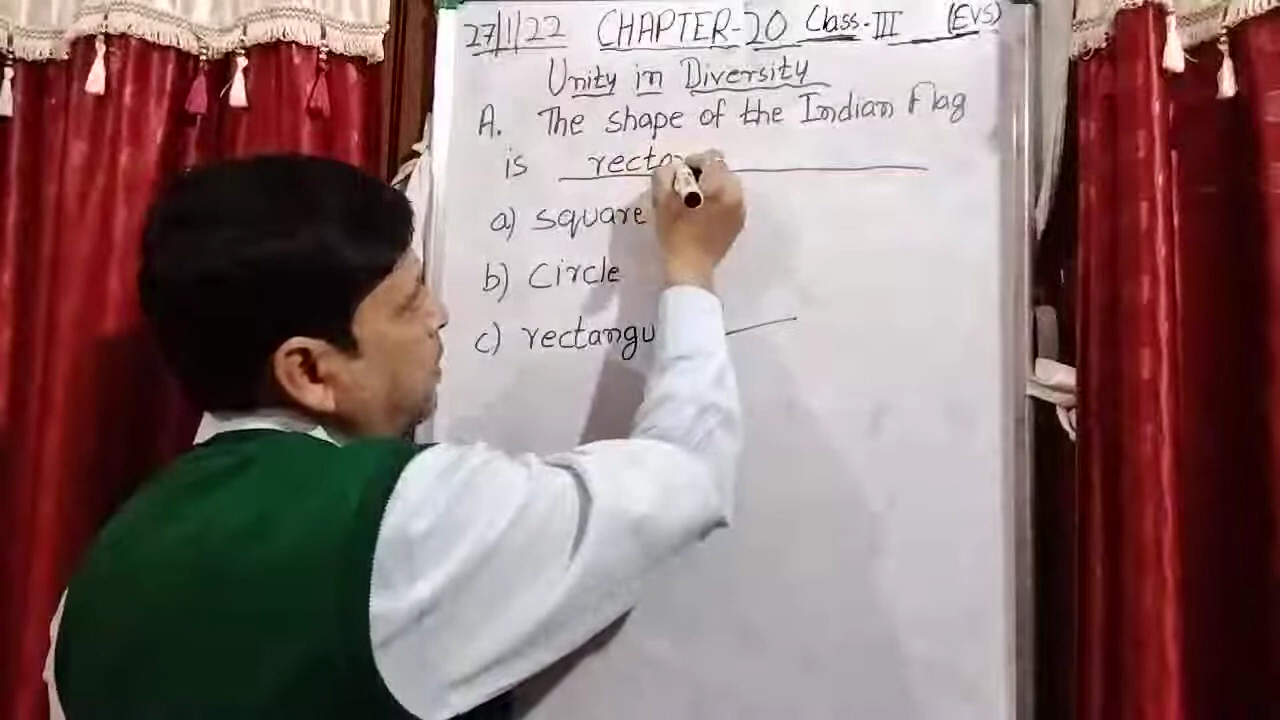 27/1/22 CHAPTER-20 Class-III (EVS)
Unity in Diversity
A. The shape of the Indian Flag
is recta
a) square
b) Circle
c) rectangu